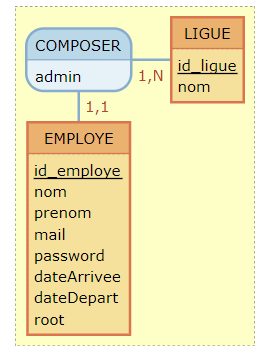 COMPOSER
admin
1,N
LIGUE
id_ligue
nom
1,1
EMPLOYE
id_employe
nom
prenom
mail
password
dateArrivee
dateDepart
root